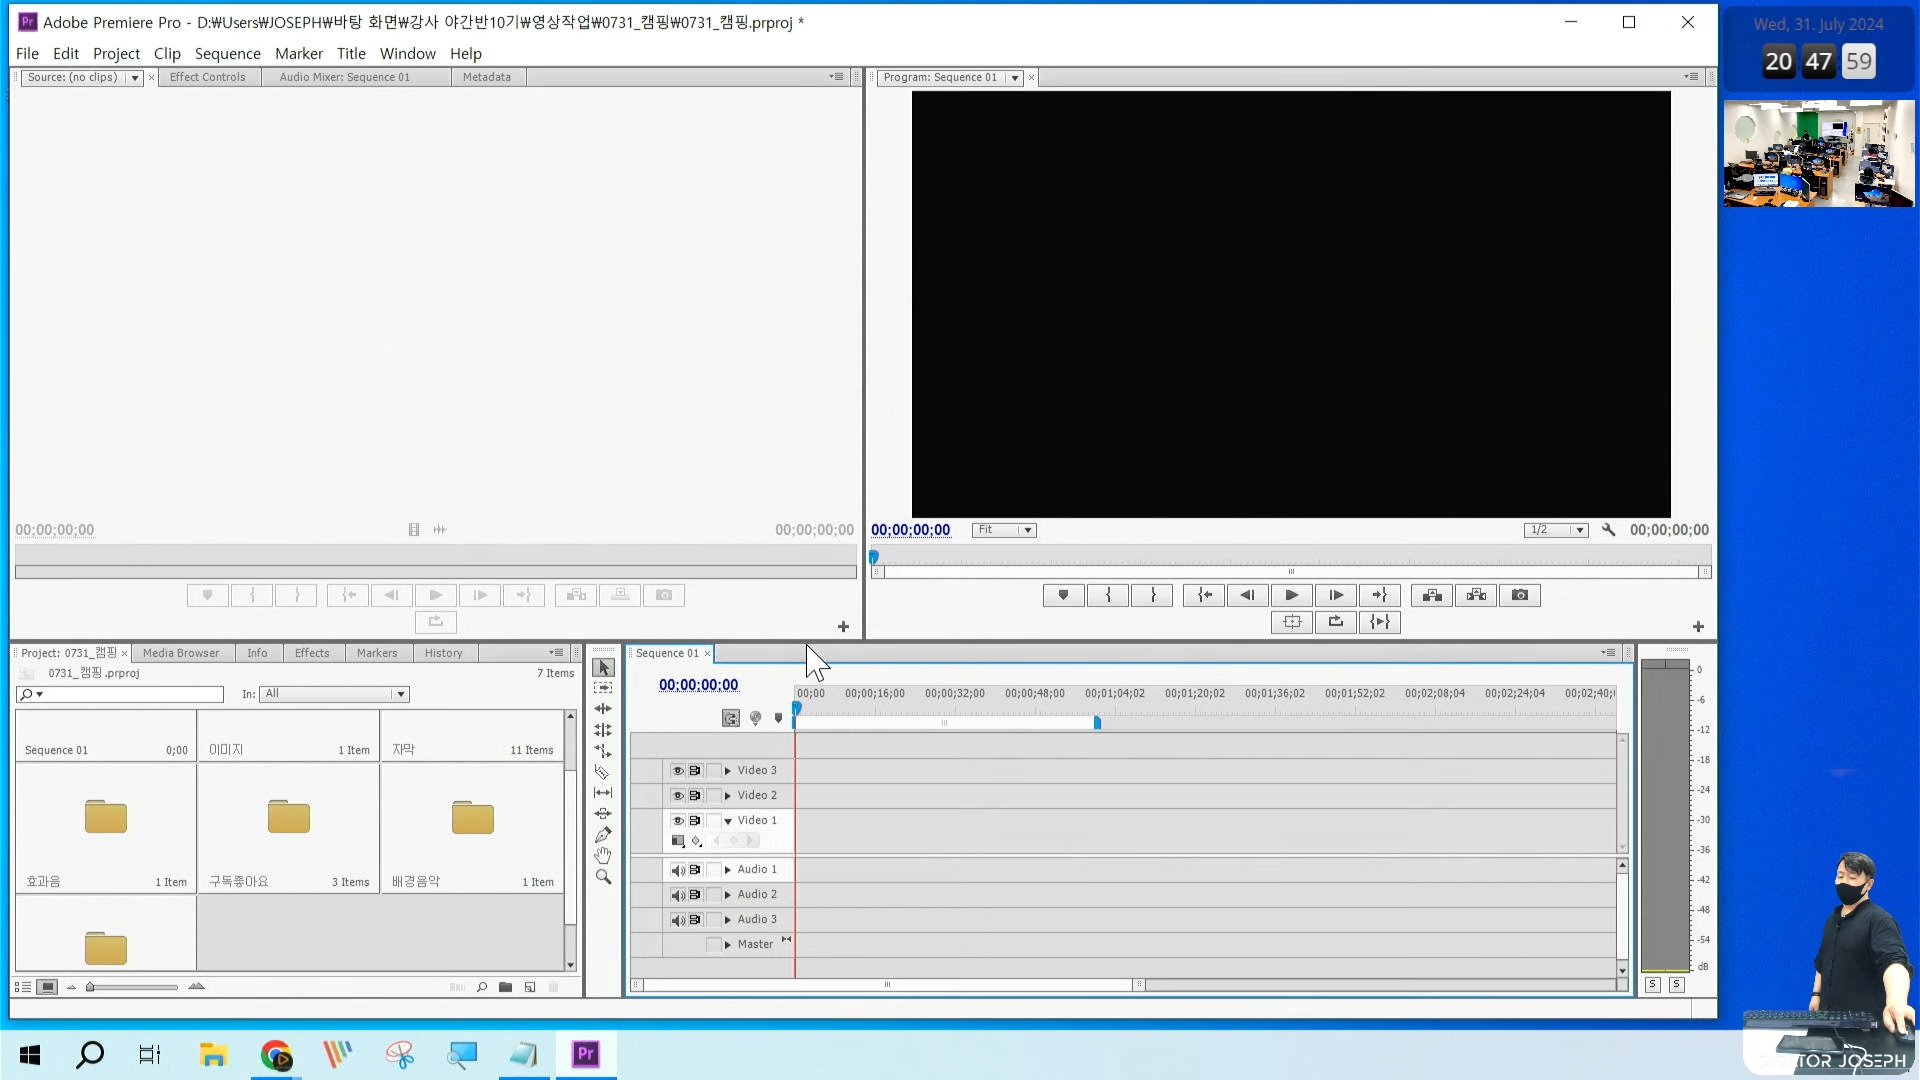 Adobe Premiere Pro - D:₩Users₩JOSEPH₩바탕 화면₩강사 야간반10기₩영상작업₩0731_캠핑₩0731_캠핑.prproj *
Wed, 31. July 2024
20 47 59
File Edit Project Clip Sequence Marker Title Window Help
Source: (no clips) Effect Controls Audio Mixer: Sequence 01 Metadata
Program: Sequence 01
00;00;00;00 00;00;00;00
00;00;00;00 Fit 1/2 00;00;00;00
Project: 0731_캠핑 Media Browser Info Effects Markers History
0731_캠핑.prproj 7 Items
In: All
Sequence 01 0;00 이미지 1 Item 자막 11 Items
효과음 1 Item 구독좋아요 3 Items 배경음악 1 Item
Sequence 01
00:00:00:00
00;00 00;00;16;00 00;00;32;00 00;00;48;00 00;01;04;02 00;01;20;02 00;01;36;02 00;01;52;02 00;02;08;04 00;02;24;04 00;02;40;
Video 3
Video 2
Video 1
Audio 1
Audio 2
Audio 3
Master
0
-6
-12
-18
-24
-30
-36
-42
-48
-54
dB
S S
Pr
JOSEPH